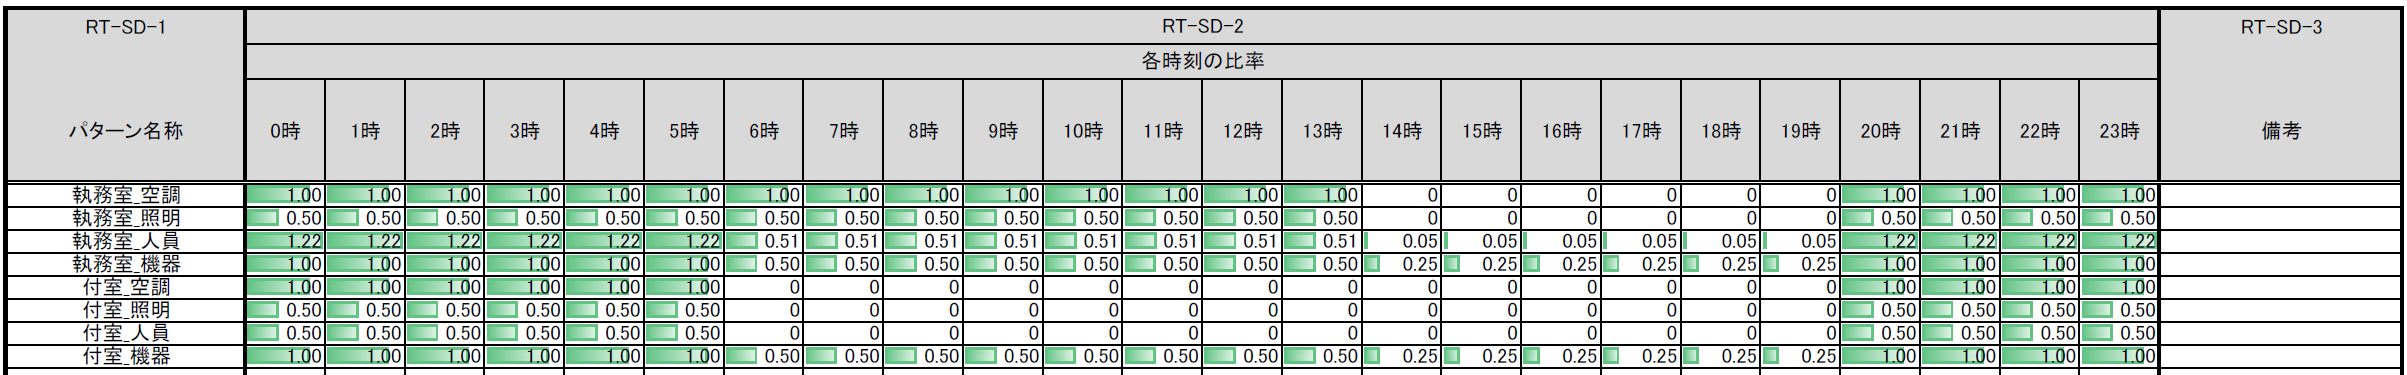 RT-SD-1 RT-SD-2 RT-SD-3
各時刻の比率
パターン名称 0時 1時 2時 3時 4時 5時 6時 7時 8時 9時 10時 11時 12時 13時 14時 15時 16時 17時 18時 19時 20時 21時 22時 23時 備考
執務室_空調 1.00 1.00 1.00 1.00 1.00 1.00 1.00 1.00 1.00 1.00 1.00 1.00 1.00 1.00 0 0 0 0 0 0 1.00 1.00 1.00 1.00
執務室_照明 0.50 0.50 0.50 0.50 0.50 0.50 0.50 0.50 0.50 0.50 0.50 0.50 0.50 0.50 0 0 0 0 0 0 0.50 0.50 0.50 0.50
執務室_人員 1.22 1.22 1.22 1.22 1.22 1.22 0.51 0.51 0.51 0.51 0.51 0.51 0.51 0.51 0.05 0.05 0.05 0.05 0.05 0.05 1.22 1.22 1.22 1.22
執務室_機器 1.00 1.00 1.00 1.00 1.00 1.00 0.50 0.50 0.50 0.50 0.50 0.50 0.50 0.50 0.25 0.25 0.25 0.25 0.25 0.25 1.00 1.00 1.00 1.00
付室_空調 1.00 1.00 1.00 1.00 1.00 1.00 0 0 0 0 0 0 0 0 0 0 0 0 0 0 1.00 1.00 1.00 1.00
付室_照明 0.50 0.50 0.50 0.50 0.50 0.50 0 0 0 0 0 0 0 0 0 0 0 0 0 0 0.50 0.50 0.50 0.50
付室_人員 0.50 0.50 0.50 0.50 0.50 0.50 0 0 0 0 0 0 0 0 0 0 0 0 0 0 0.50 0.50 0.50 0.50
付室_機器 1.00 1.00 1.00 1.00 1.00 1.00 0.50 0.50 0.50 0.50 0.50 0.50 0.50 0.50 0.25 0.25 0.25 0.25 0.25 0.25 1.00 1.00 1.00 1.00